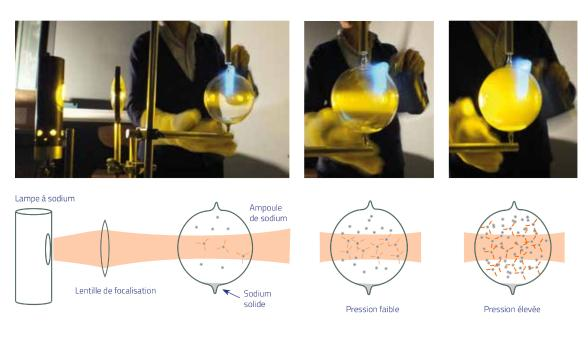 Lampe à sodium
Ampoule
de sodium
Lentille de focalisation
Sodium
solide
Pression faible
Pression élevée